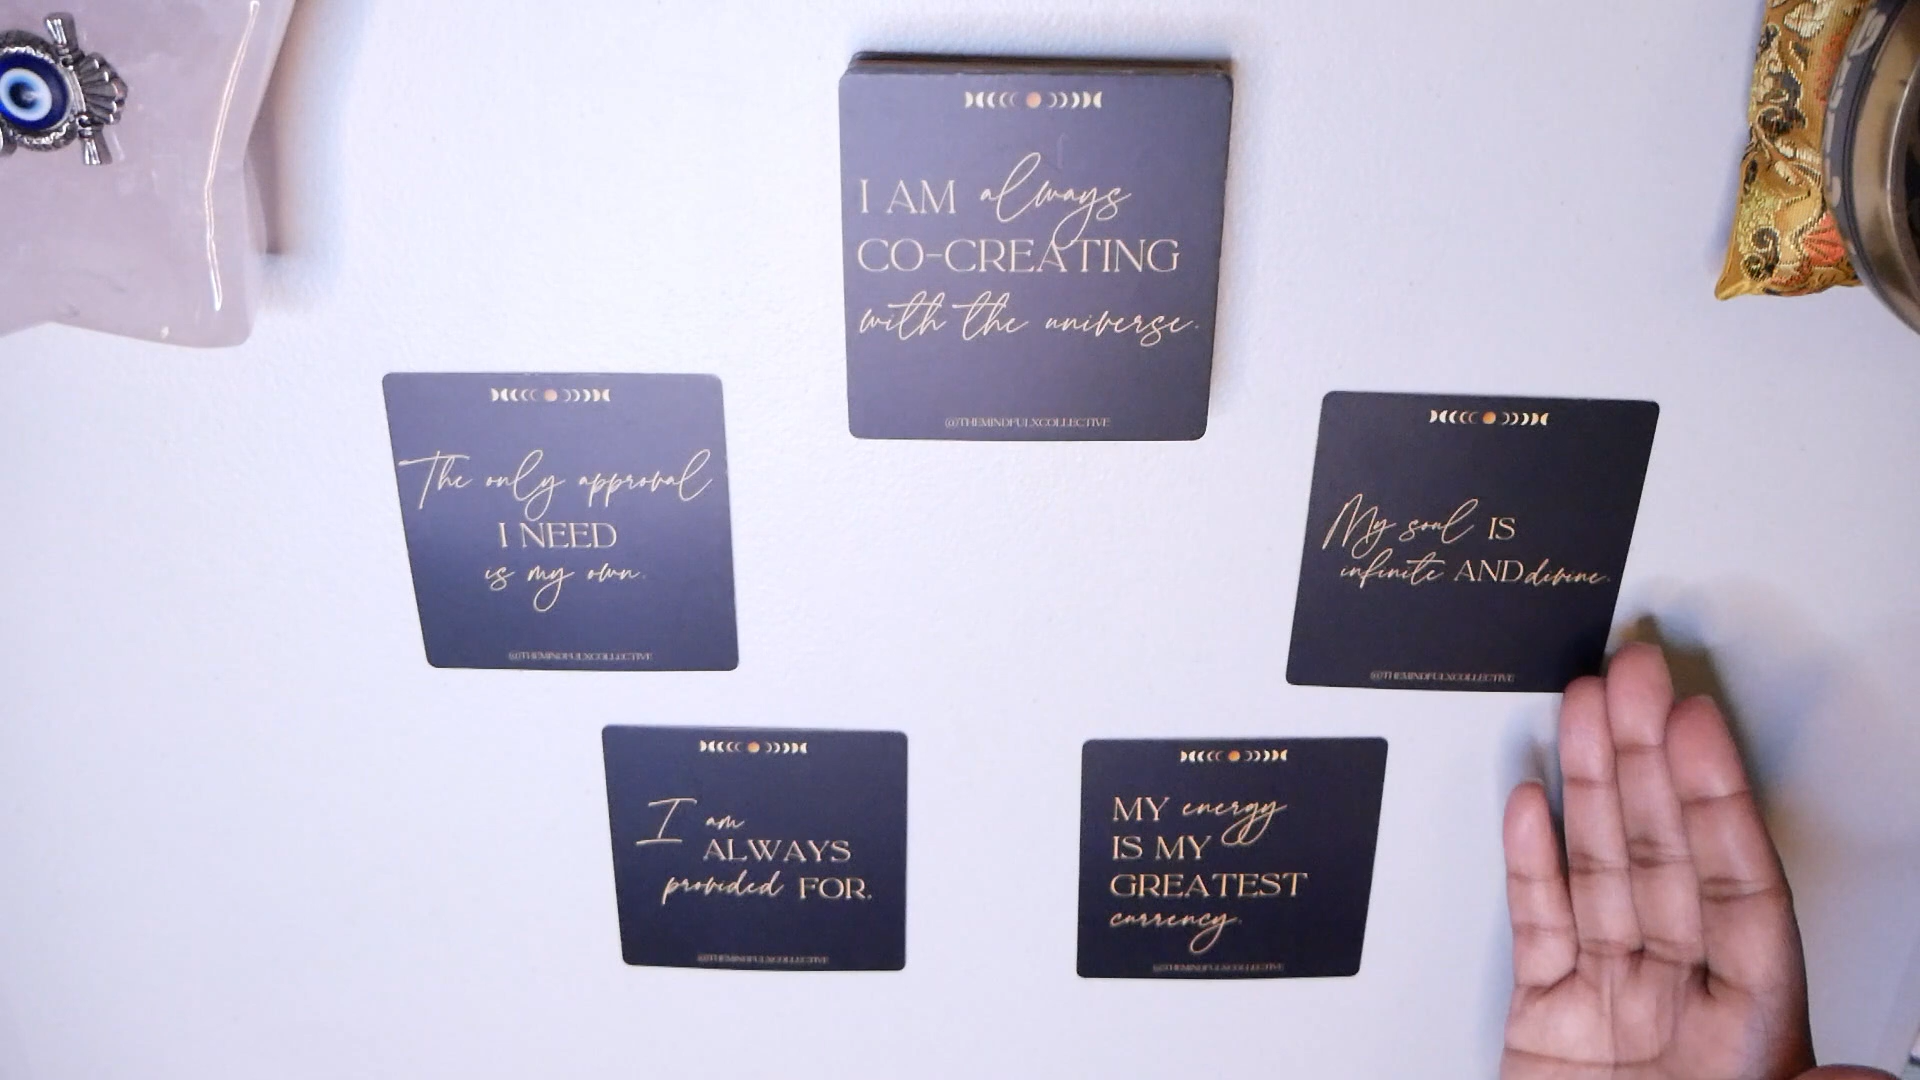 I AM always
CO-CREATING
with the universe.
@THEMINDFULXCOLLECTIVE
The only approval
I NEED
is my own.
@THEMINDFULXCOLLECTIVE
My soul IS
infinite AND divine.
@THEMINDFULXCOLLECTIVE
I am
ALWAYS
provided FOR.
@THEMINDFULXCOLLECTIVE
MY energy
IS MY
GREATEST
currency.
@THEMINDFULXCOLLECTIVE